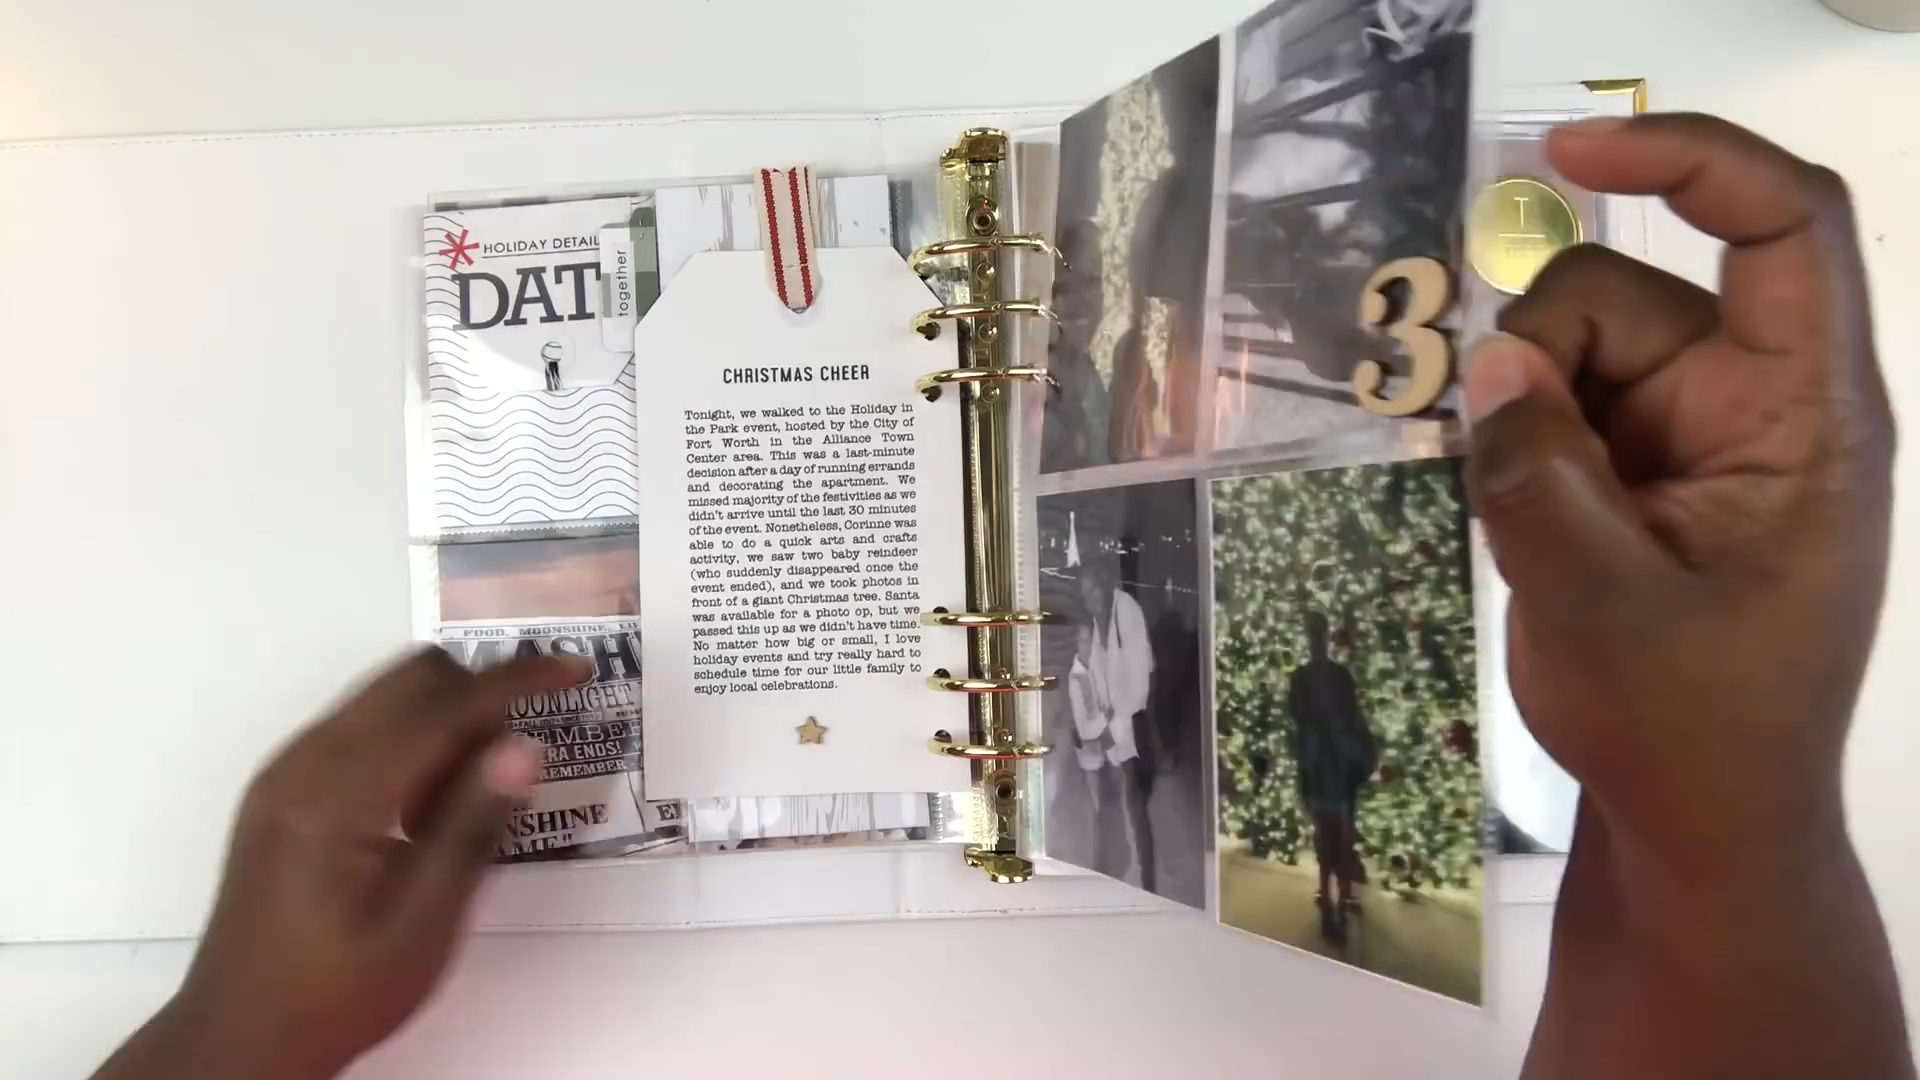 HOLIDAY DETAIL
DAT
together
CHRISTMAS CHEER
Tonight, we walked to the Holiday in
the Park event, hosted by the City of
Fort Worth in the Alliance Town
Center area. This was a last-minute
decision after a day of running errands
and decorating the apartment. We
missed majority of the festivities as we
didn't arrive until the last 30 minutes
of the event. Nonetheless, Corinne was
able to do a quick arts and crafts
activity, we saw two baby reindeer
(who suddenly disappeared once the
event ended), and we took photos in
front of a giant Christmas tree. Santa
was available for a photo op, but we
passed this up as we didn't have time.
No matter how big or small, I love
holiday events and try really hard to
schedule time for our little family to
enjoy local celebrations.
FOOD. MOONSHINE. LI
MASH
MOONLIGHT
EMBE
ERA ENDS!
REMEMBER
NSHINE
3